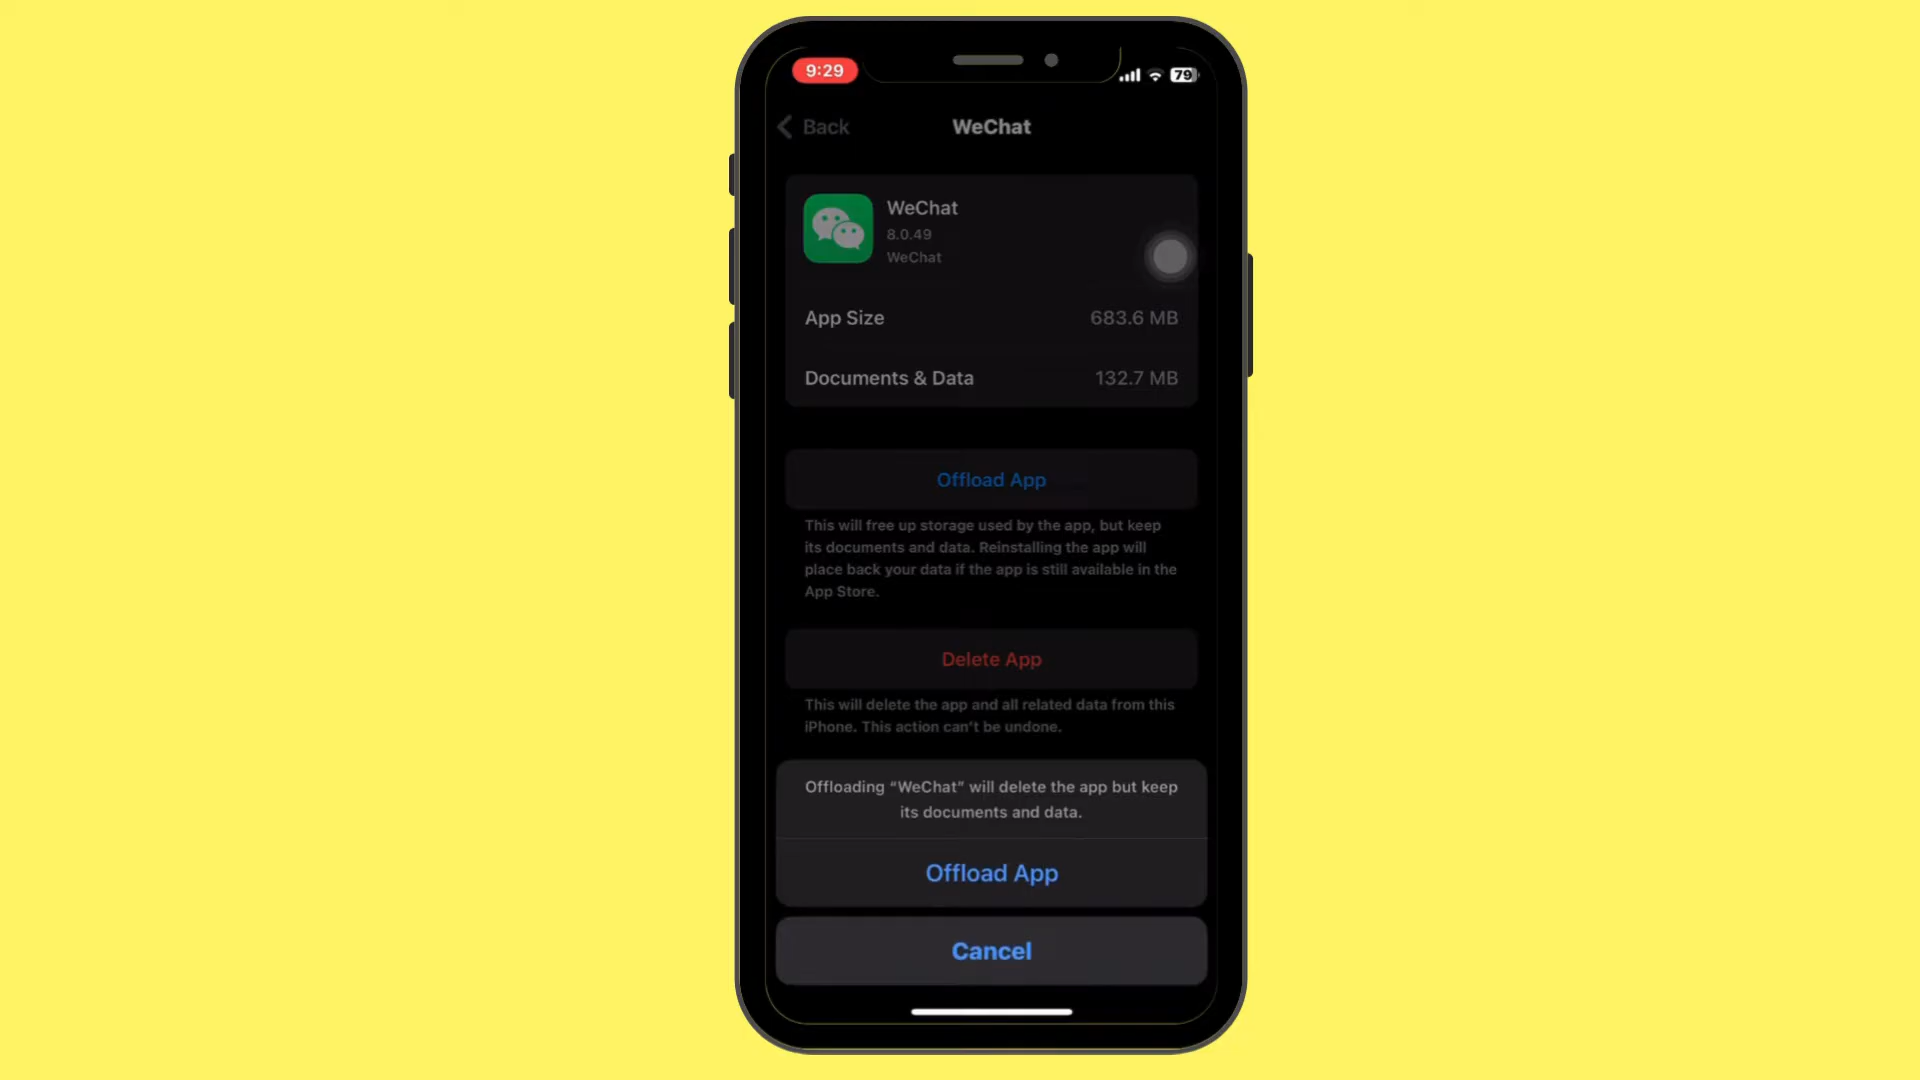 9:29
79
Back
WeChat
WeChat
8.0.49
WeChat
App Size 683.6 MB
Documents & Data 132.7 MB
Offload App
This will free up storage used by the app, but keep
its documents and data. Reinstalling the app will
place back your data if the app is still available in the
App Store.
Delete App
This will delete the app and all related data from this
iPhone. This action can't be undone.
Offloading “WeChat” will delete the app but keep
its documents and data.
Offload App
Cancel